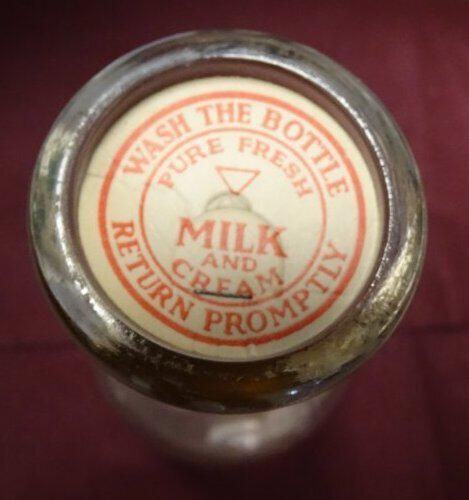 WASH THE BOTTLE
PURE FRESH
MILK
AND
CREAM
RETURN PROMPTLY